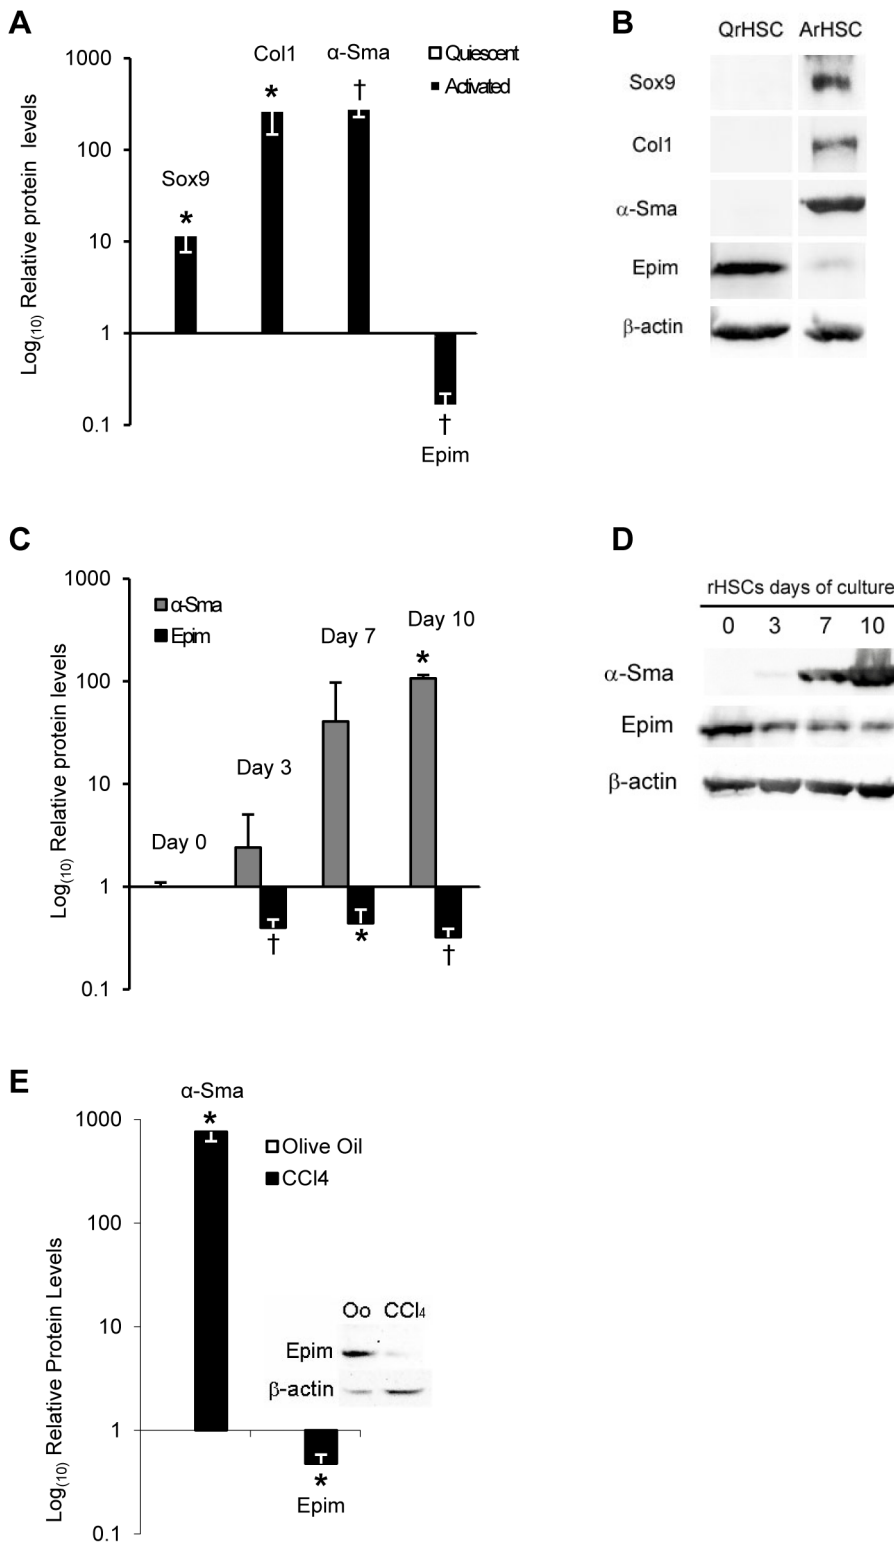 A
Log(10) Relative protein levels
1000
100
10
1
0.1
Sox9
*
Col1
*
α-Sma
†
†
Epim
Quiescent
Activated
B
QrHSC ArHSC
Sox9
Col1
α-Sma
Epim
β-actin
C
Log(10) Relative protein levels
1000
100
10
1
0.1
α-Sma
Epim
Day 0
Day 3
Day 7
Day 10
*
†
*
†
D
rHSCs days of culture
0 3 7 10
α-Sma
Epim
β-actin
E
Log(10) Relative Protein Levels
1000
100
10
1
0.1
α-Sma
*
Olive Oil
CCl4
Oo CCl4
Epim
β-actin
*
Epim